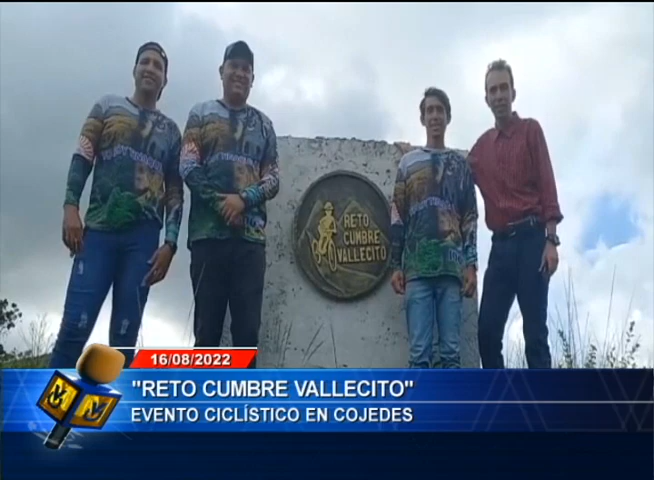 RETO
CUMBRE
VALLECITO
16/08/2022
"RETO CUMBRE VALLECITO"
EVENTO CICLÍSTICO EN COJEDES